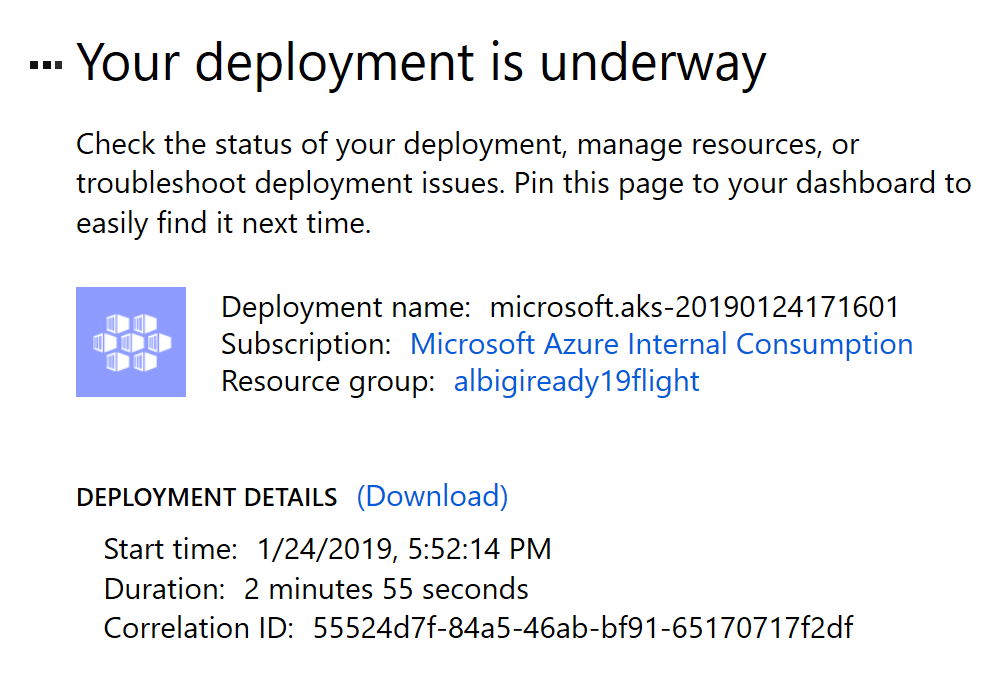 Your deployment is underway
Check the status of your deployment, manage resources, or
troubleshoot deployment issues. Pin this page to your dashboard to
easily find it next time.
Deployment name: microsoft.aks-20190124171601
Subscription: Microsoft Azure Internal Consumption
Resource group: albigiready19flight
DEPLOYMENT DETAILS (Download)
Start time: 1/24/2019, 5:52:14 PM
Duration: 2 minutes 55 seconds
Correlation ID: 55524d7f-84a5-46ab-bf91-65170717f2df